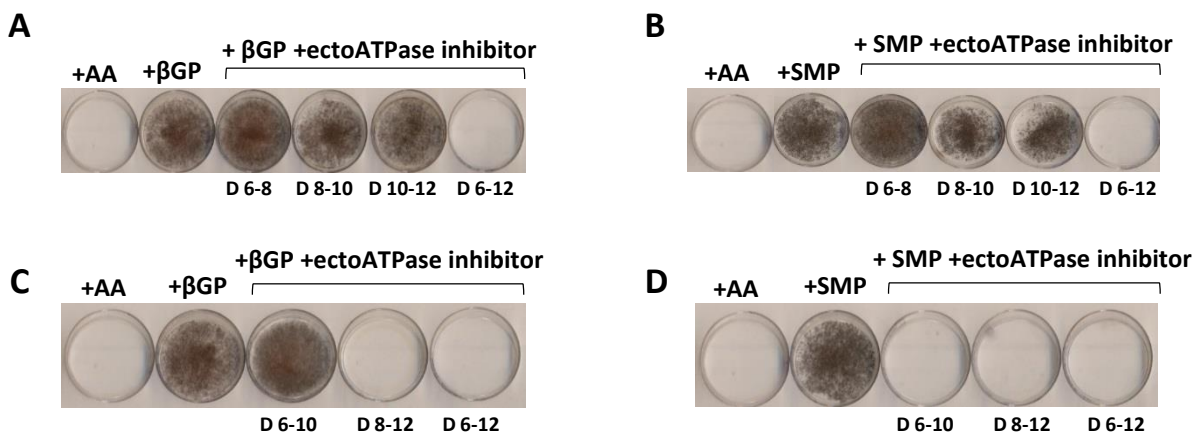 A
+AA
+βGP
+ βGP +ectoATPase inhibitor
D 6-8
D 8-10
D 10-12
D 6-12
B
+AA
+SMP
+ SMP +ectoATPase inhibitor
D 6-8
D 8-10
D 10-12
D 6-12
C
+AA
+βGP
+βGP +ectoATPase inhibitor
D 6-10
D 8-12
D 6-12
D
+AA
+SMP
+ SMP +ectoATPase inhibitor
D 6-10
D 8-12
D 6-12